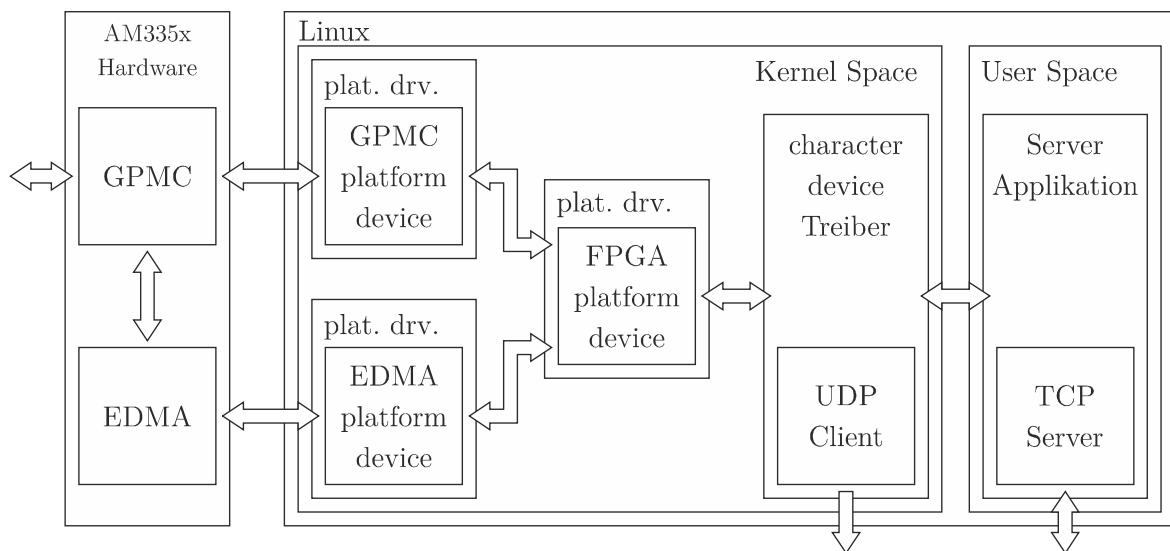 AM335x
Hardware
GPMC
EDMA
Linux
Kernel Space
plat. drv.
GPMC
platform
device
plat. drv.
EDMA
platform
device
plat. drv.
FPGA
platform
device
character
device
Treiber
UDP
Client
User Space
Server
Applikation
TCP
Server